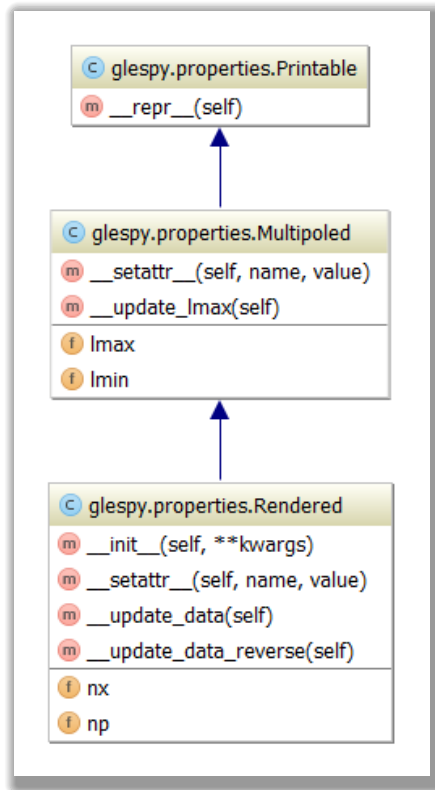 C glespy.properties.Printable
m __repr__(self)
C glespy.properties.Multipoled
m __setattr__(self, name, value)
m __update_lmax(self)
f lmax
f lmin
C glespy.properties.Rendered
m __init__(self, **kwargs)
m __setattr__(self, name, value)
m __update_data(self)
m __update_data_reverse(self)
f nx
f np